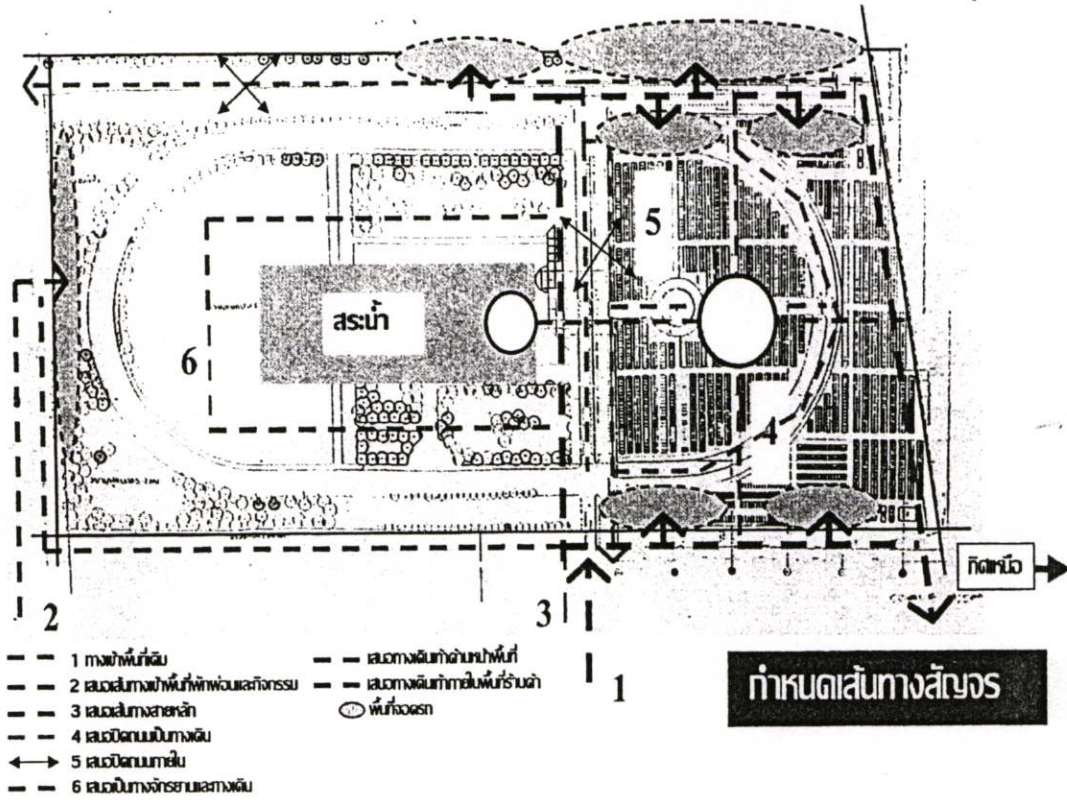 5
สระน้ำ
6
4
ทิศเหนือ
2
3
1
1 ทางเข้าพื้นที่เดิม
2 เสนอเส้นทางเข้าพื้นที่พักผ่อนและกิจกรรม
3 เสนอเส้นทางสายหลัก
4 เสนอปิดถนนเป็นทางเดิน
5 เสนอปิดถนนภายใน
6 เสนอเป็นทางจักรยานและทางเดิน
เสนอทางเดินเท้าด้านหน้าพื้นที่
เสนอทางเดินเท้าภายในพื้นที่ร้านค้า
พื้นที่จอดรถ
กำหนดเส้นทางสัญจร